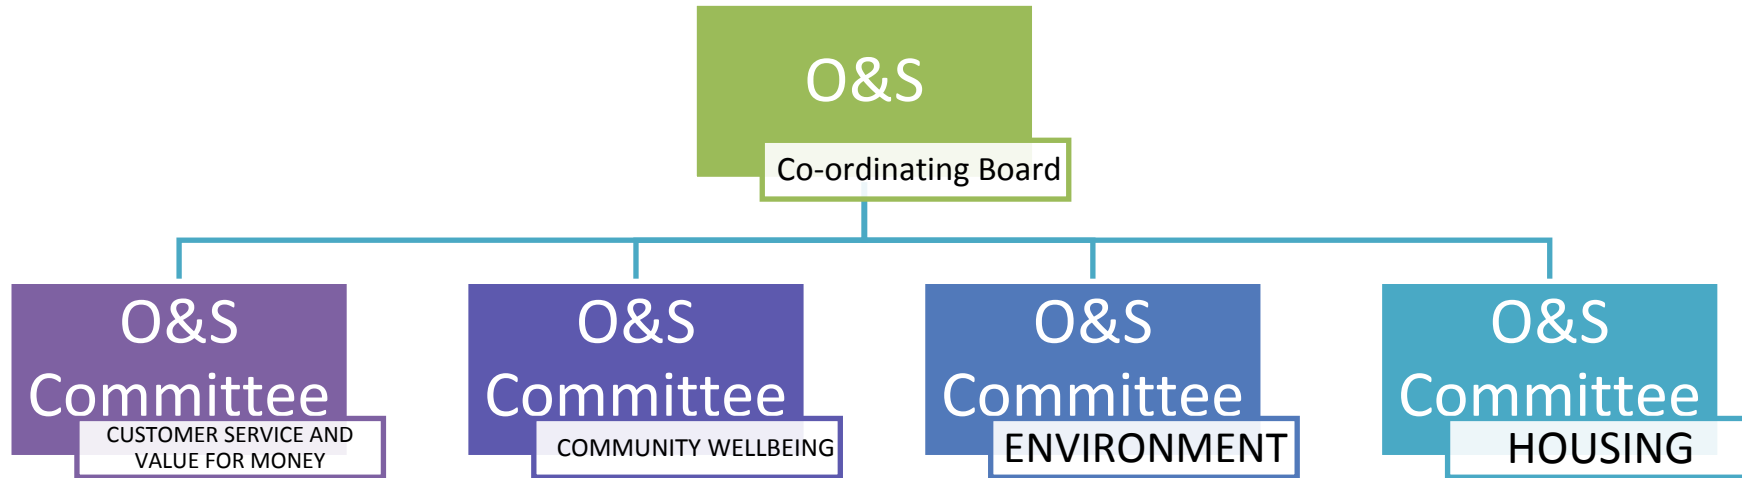 O&S
Co-ordinating Board
O&S
Committee
CUSTOMER SERVICE AND
VALUE FOR MONEY
O&S
Committee
COMMUNITY WELLBEING
O&S
Committee
ENVIRONMENT
O&S
Committee
HOUSING